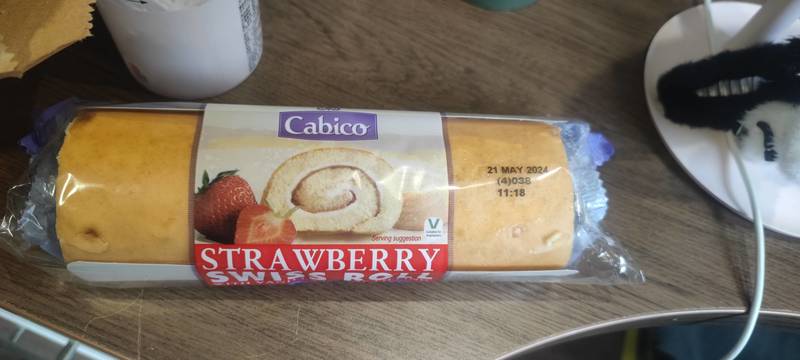 Cabico
21 MAY 2024
(4)038
11:18
Serving suggestion
V
STRAWBERRY
SWISS ROLL